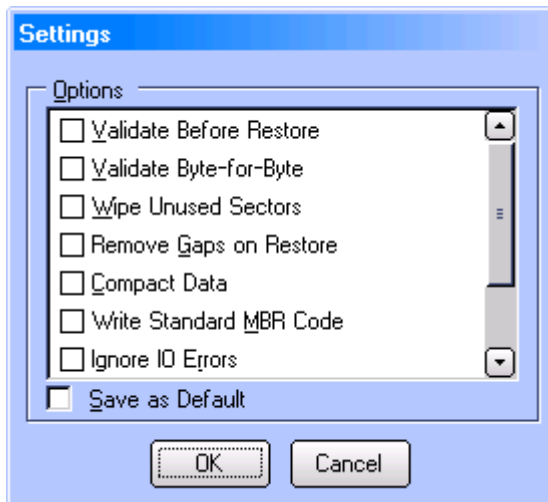 Settings
Options
Validate Before Restore
Validate Byte-for-Byte
Wipe Unused Sectors
Remove Gaps on Restore
Compact Data
Write Standard MBR Code
Ignore IO Errors
Save as Default
OK Cancel